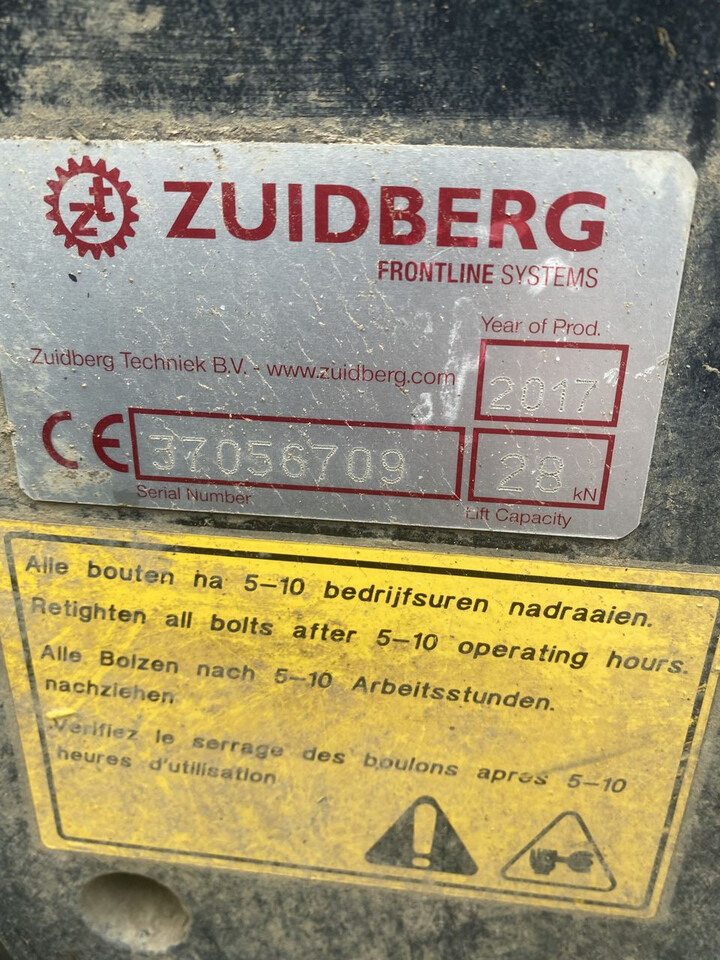 zt ZUIDBERG
FRONTLINE SYSTEMS
Year of Prod.
Zuidberg Techniek B.V. - www.zuidberg.com
2017
CE 37056709 28 kN
Serial Number
Lift Capacity
Alle bouten na 5-10 bedrijfsuren nadraaien.
Retighten all bolts after 5-10 operating hours.
Alle Bolzen nach 5-10 Arbeitsstunden.
nachziehen
Verifiez le serrage des boulons apres 5-10
heures d'utilisation
!